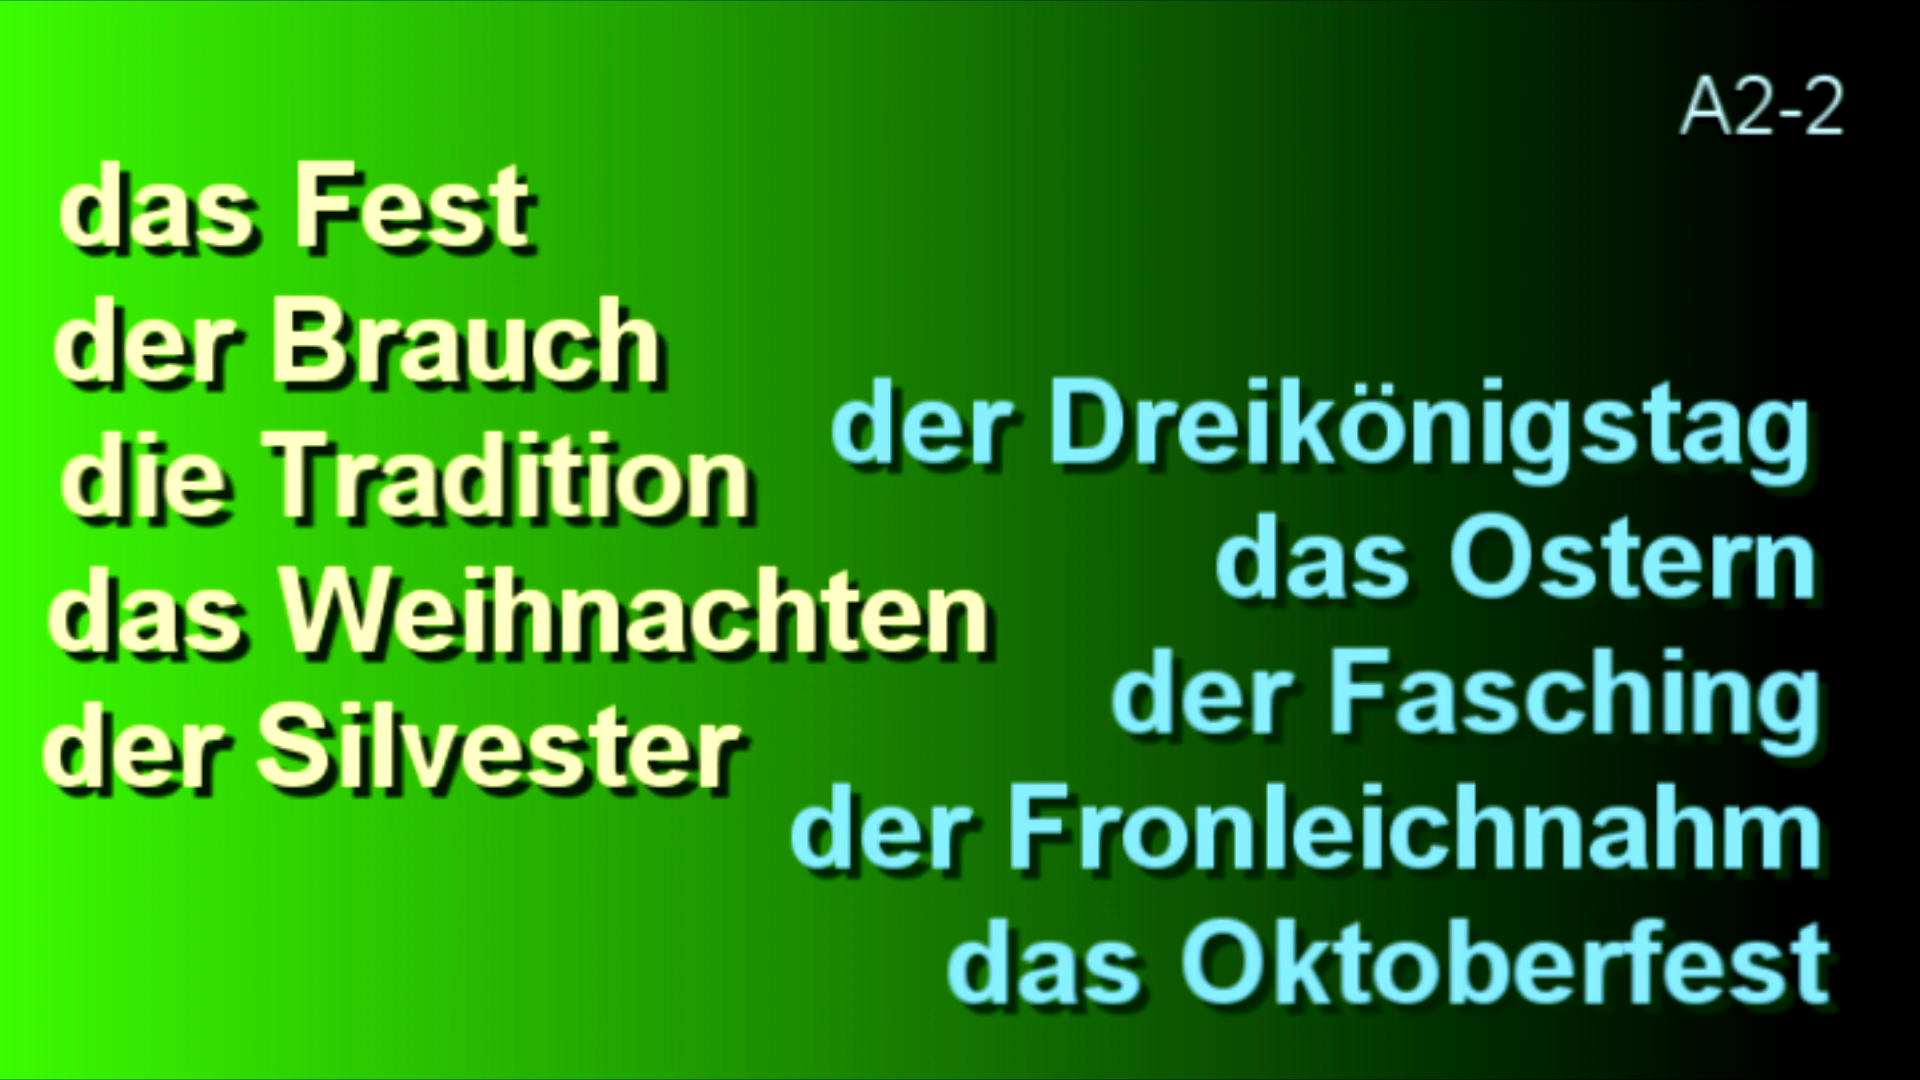 A2-2
das Fest
der Brauch
die Tradition
das Weihnachten
der Silvester
der Dreikönigstag
das Ostern
der Fasching
der Fronleichnahm
das Oktoberfest